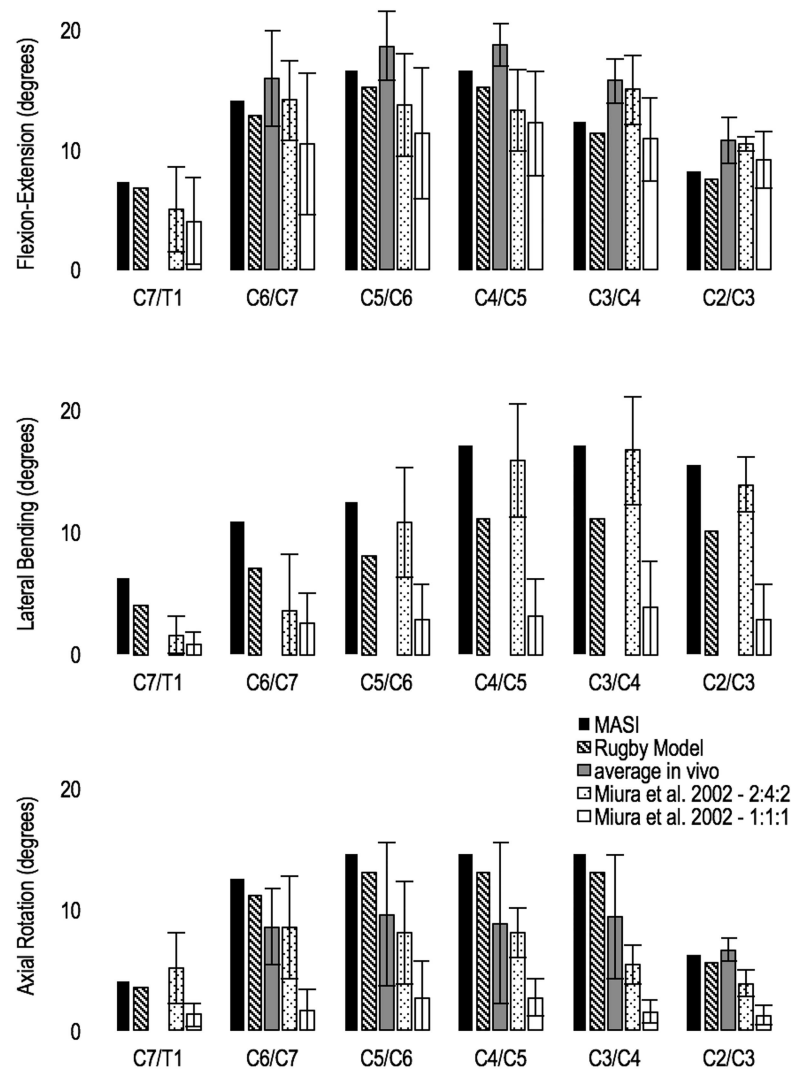 Flexion-Extension (degrees)
20
10
0
C7/T1 C6/C7 C5/C6 C4/C5 C3/C4 C2/C3
Lateral Bending (degrees)
20
10
0
C7/T1 C6/C7 C5/C6 C4/C5 C3/C4 C2/C3
MASI
Rugby Model
average in vivo
Miura et al. 2002 - 2:4:2
Miura et al. 2002 - 1:1:1
Axial Rotation (degrees)
20
10
0
C7/T1 C6/C7 C5/C6 C4/C5 C3/C4 C2/C3